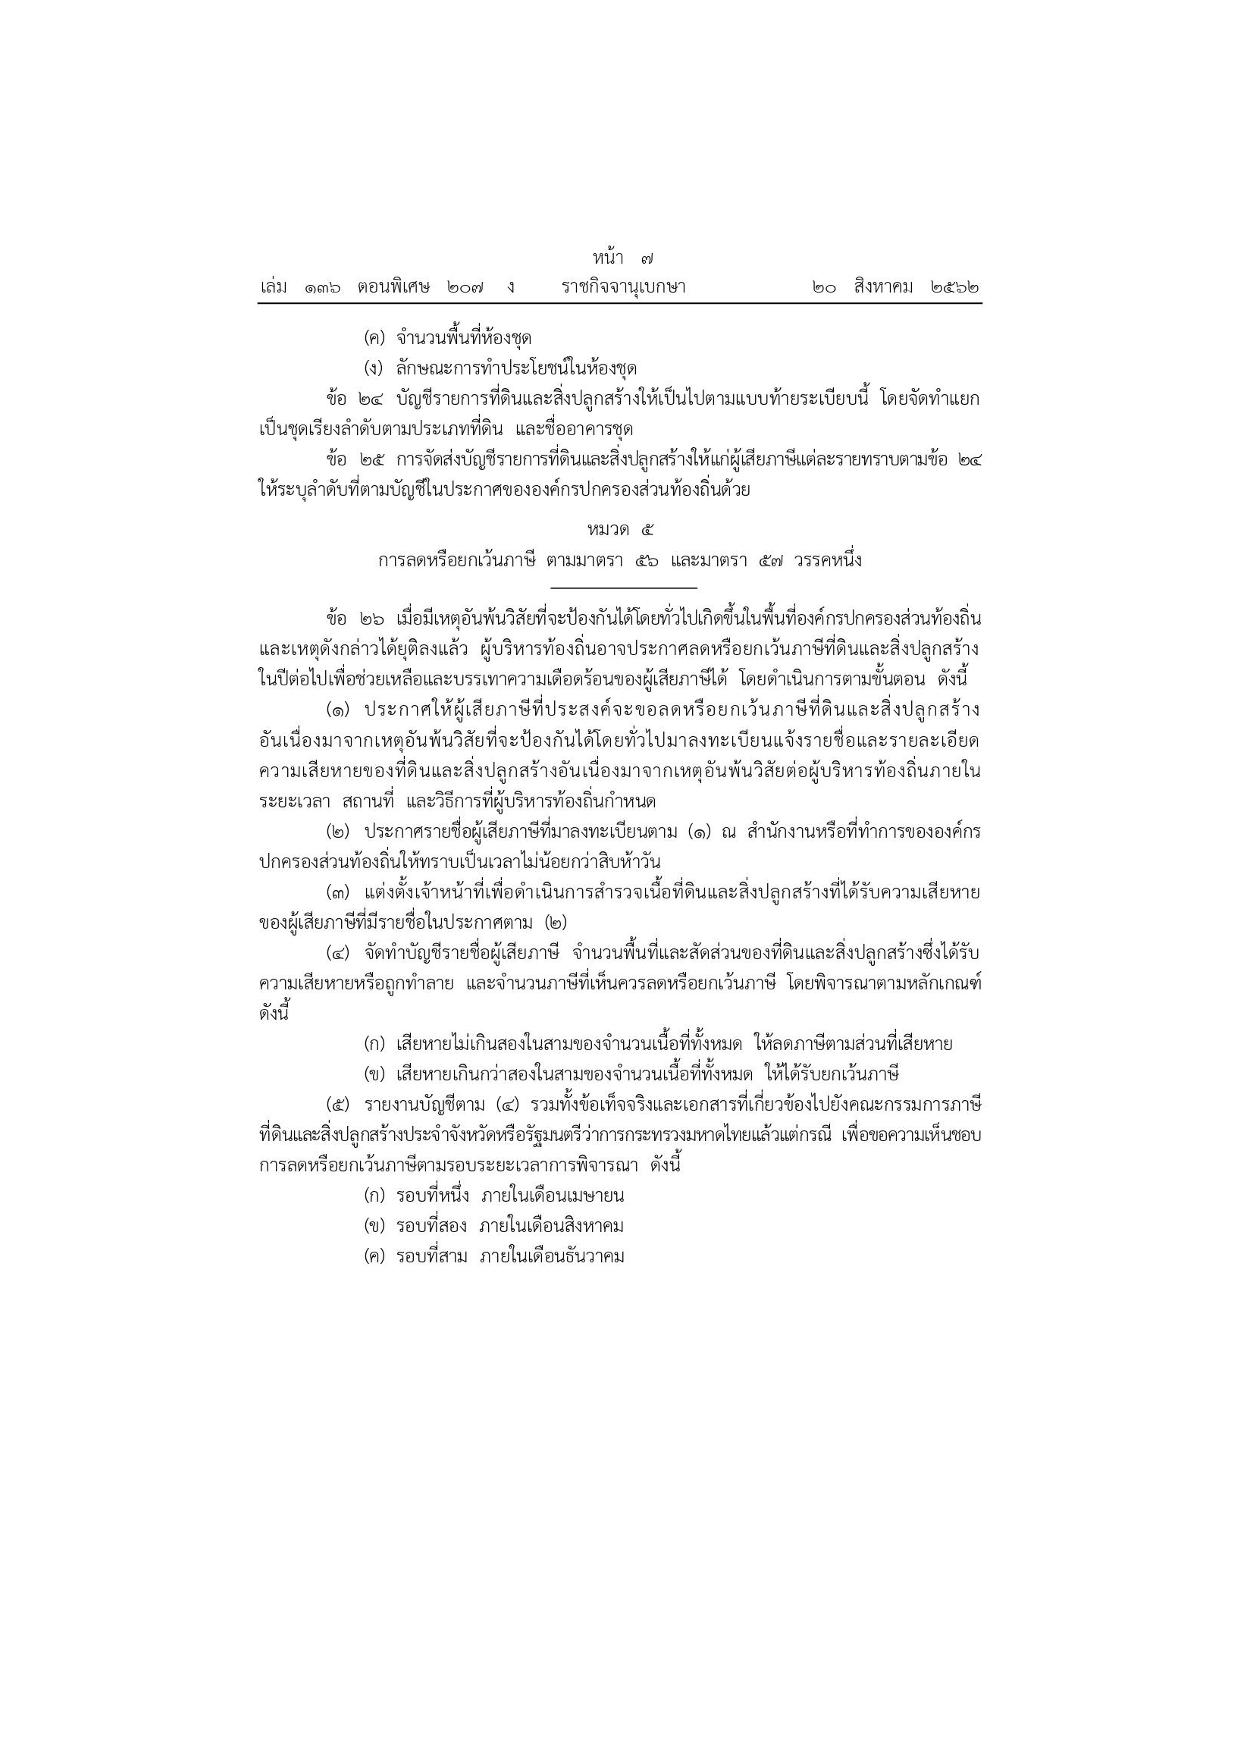 หน้า ๗
เล่ม ๑๓๖ ตอนพิเศษ ๒๐๗ ง ราชกิจจานุเบกษา ๒๐ สิงหาคม ๒๕๖๒
(ค) จำนวนพื้นที่ห้องชุด
(ง) ลักษณะการทำประโยชน์ในห้องชุด
ข้อ ๒๔ บัญชีรายการที่ดินและสิ่งปลูกสร้างให้เป็นไปตามแบบท้ายระเบียบนี้ โดยจัดทำแยก
เป็นชุดเรียงลำดับตามประเภทที่ดิน และชื่ออาคารชุด
ข้อ ๒๕ การจัดส่งบัญชีรายการที่ดินและสิ่งปลูกสร้างให้แก่ผู้เสียภาษีแต่ละรายทราบตามข้อ ๒๔
ให้ระบุลำดับที่ตามบัญชีในประกาศขององค์กรปกครองส่วนท้องถิ่นด้วย
หมวด ๕
การลดหรือยกเว้นภาษี ตามมาตรา ๕๖ และมาตรา ๕๗ วรรคหนึ่ง
ข้อ ๒๖ เมื่อมีเหตุอันพ้นวิสัยที่จะป้องกันได้โดยทั่วไปเกิดขึ้นในพื้นที่องค์กรปกครองส่วนท้องถิ่น
และเหตุดังกล่าวได้ยุติลงแล้ว ผู้บริหารท้องถิ่นอาจประกาศลดหรือยกเว้นภาษีที่ดินและสิ่งปลูกสร้าง
ในปีต่อไปเพื่อช่วยเหลือและบรรเทาความเดือดร้อนของผู้เสียภาษีได้ โดยดำเนินการตามขั้นตอน ดังนี้
(๑) ประกาศให้ผู้เสียภาษีที่ประสงค์จะขอลดหรือยกเว้นภาษีที่ดินและสิ่งปลูกสร้าง
อันเนื่องมาจากเหตุอันพ้นวิสัยที่จะป้องกันได้โดยทั่วไปมาลงทะเบียนแจ้งรายชื่อและรายละเอียด
ความเสียหายของที่ดินและสิ่งปลูกสร้างอันเนื่องมาจากเหตุอันพ้นวิสัยต่อผู้บริหารท้องถิ่นภายใน
ระยะเวลา สถานที่ และวิธีการที่ผู้บริหารท้องถิ่นกำหนด
(๒) ประกาศรายชื่อผู้เสียภาษีที่มาลงทะเบียนตาม (๑) ณ สำนักงานหรือที่ทำการขององค์กร
ปกครองส่วนท้องถิ่นให้ทราบเป็นเวลาไม่น้อยกว่าสิบห้าวัน
(๓) แต่งตั้งเจ้าหน้าที่เพื่อดำเนินการสำรวจเนื้อที่ดินและสิ่งปลูกสร้างที่ได้รับความเสียหาย
ของผู้เสียภาษีที่มีรายชื่อในประกาศตาม (๒)
(๔) จัดทำบัญชีรายชื่อผู้เสียภาษี จำนวนพื้นที่และสัดส่วนของที่ดินและสิ่งปลูกสร้างซึ่งได้รับ
ความเสียหายหรือถูกทำลาย และจำนวนภาษีที่เห็นควรลดหรือยกเว้นภาษี โดยพิจารณาตามหลักเกณฑ์
ดังนี้
(ก) เสียหายไม่เกินสองในสามของจำนวนเนื้อที่ทั้งหมด ให้ลดภาษีตามส่วนที่เสียหาย
(ข) เสียหายเกินกว่าสองในสามของจำนวนเนื้อที่ทั้งหมด ให้ได้รับยกเว้นภาษี
(๕) รายงานบัญชีตาม (๔) รวมทั้งข้อเท็จจริงและเอกสารที่เกี่ยวข้องไปยังคณะกรรมการภาษี
ที่ดินและสิ่งปลูกสร้างประจำจังหวัดหรือรัฐมนตรีว่าการกระทรวงมหาดไทยแล้วแต่กรณี เพื่อขอความเห็นชอบ
การลดหรือยกเว้นภาษีตามรอบระยะเวลาการพิจารณา ดังนี้
(ก) รอบที่หนึ่ง ภายในเดือนเมษายน
(ข) รอบที่สอง ภายในเดือนสิงหาคม
(ค) รอบที่สาม ภายในเดือนธันวาคม